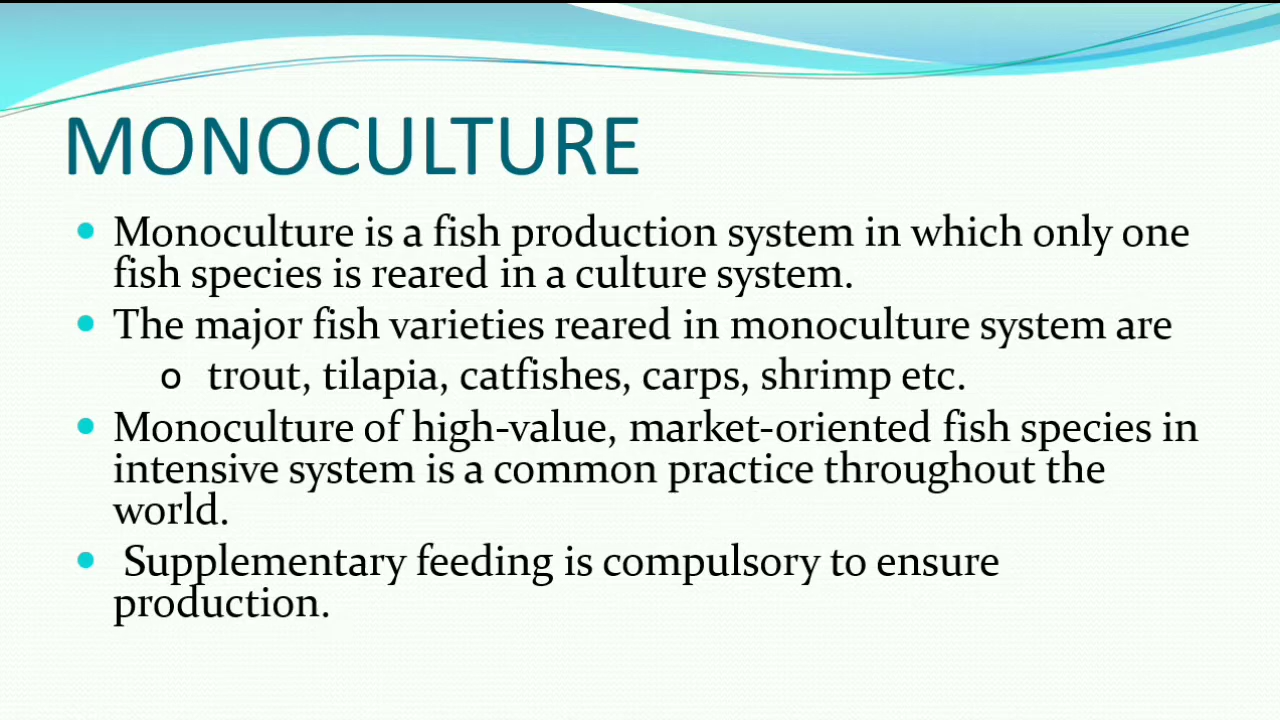 MONOCULTURE
• Monoculture is a fish production system in which only one
fish species is reared in a culture system.
• The major fish varieties reared in monoculture system are
o trout, tilapia, catfishes, carps, shrimp etc.
• Monoculture of high-value, market-oriented fish species in
intensive system is a common practice throughout the
world.
• Supplementary feeding is compulsory to ensure
production.